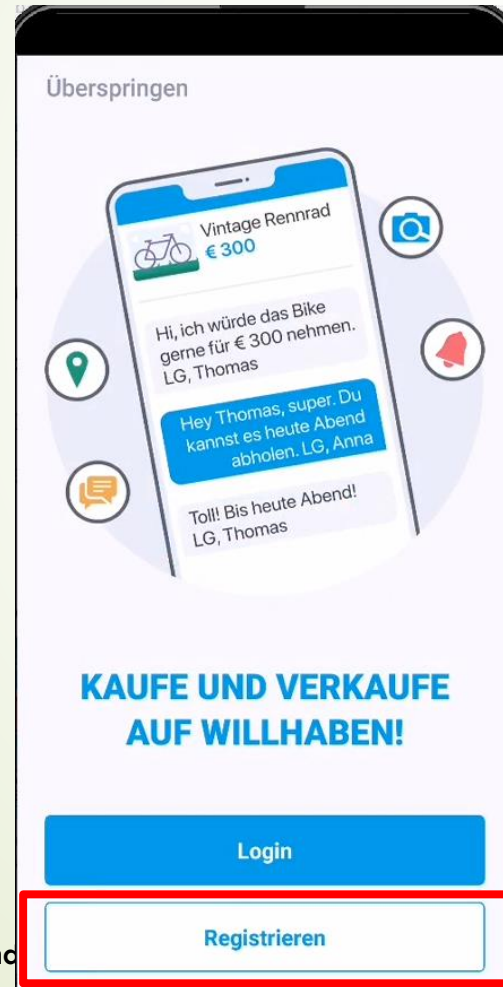 Überspringen
Vintage Rennrad
€ 300
Hi, ich würde das Bike
gerne für € 300 nehmen.
LG, Thomas
Hey Thomas, super. Du
kannst es heute Abend
abholen. LG, Anna
Toll! Bis heute Abend!
LG, Thomas
KAUFE UND VERKAUFE
AUF WILLHABEN!
Login
Registrieren